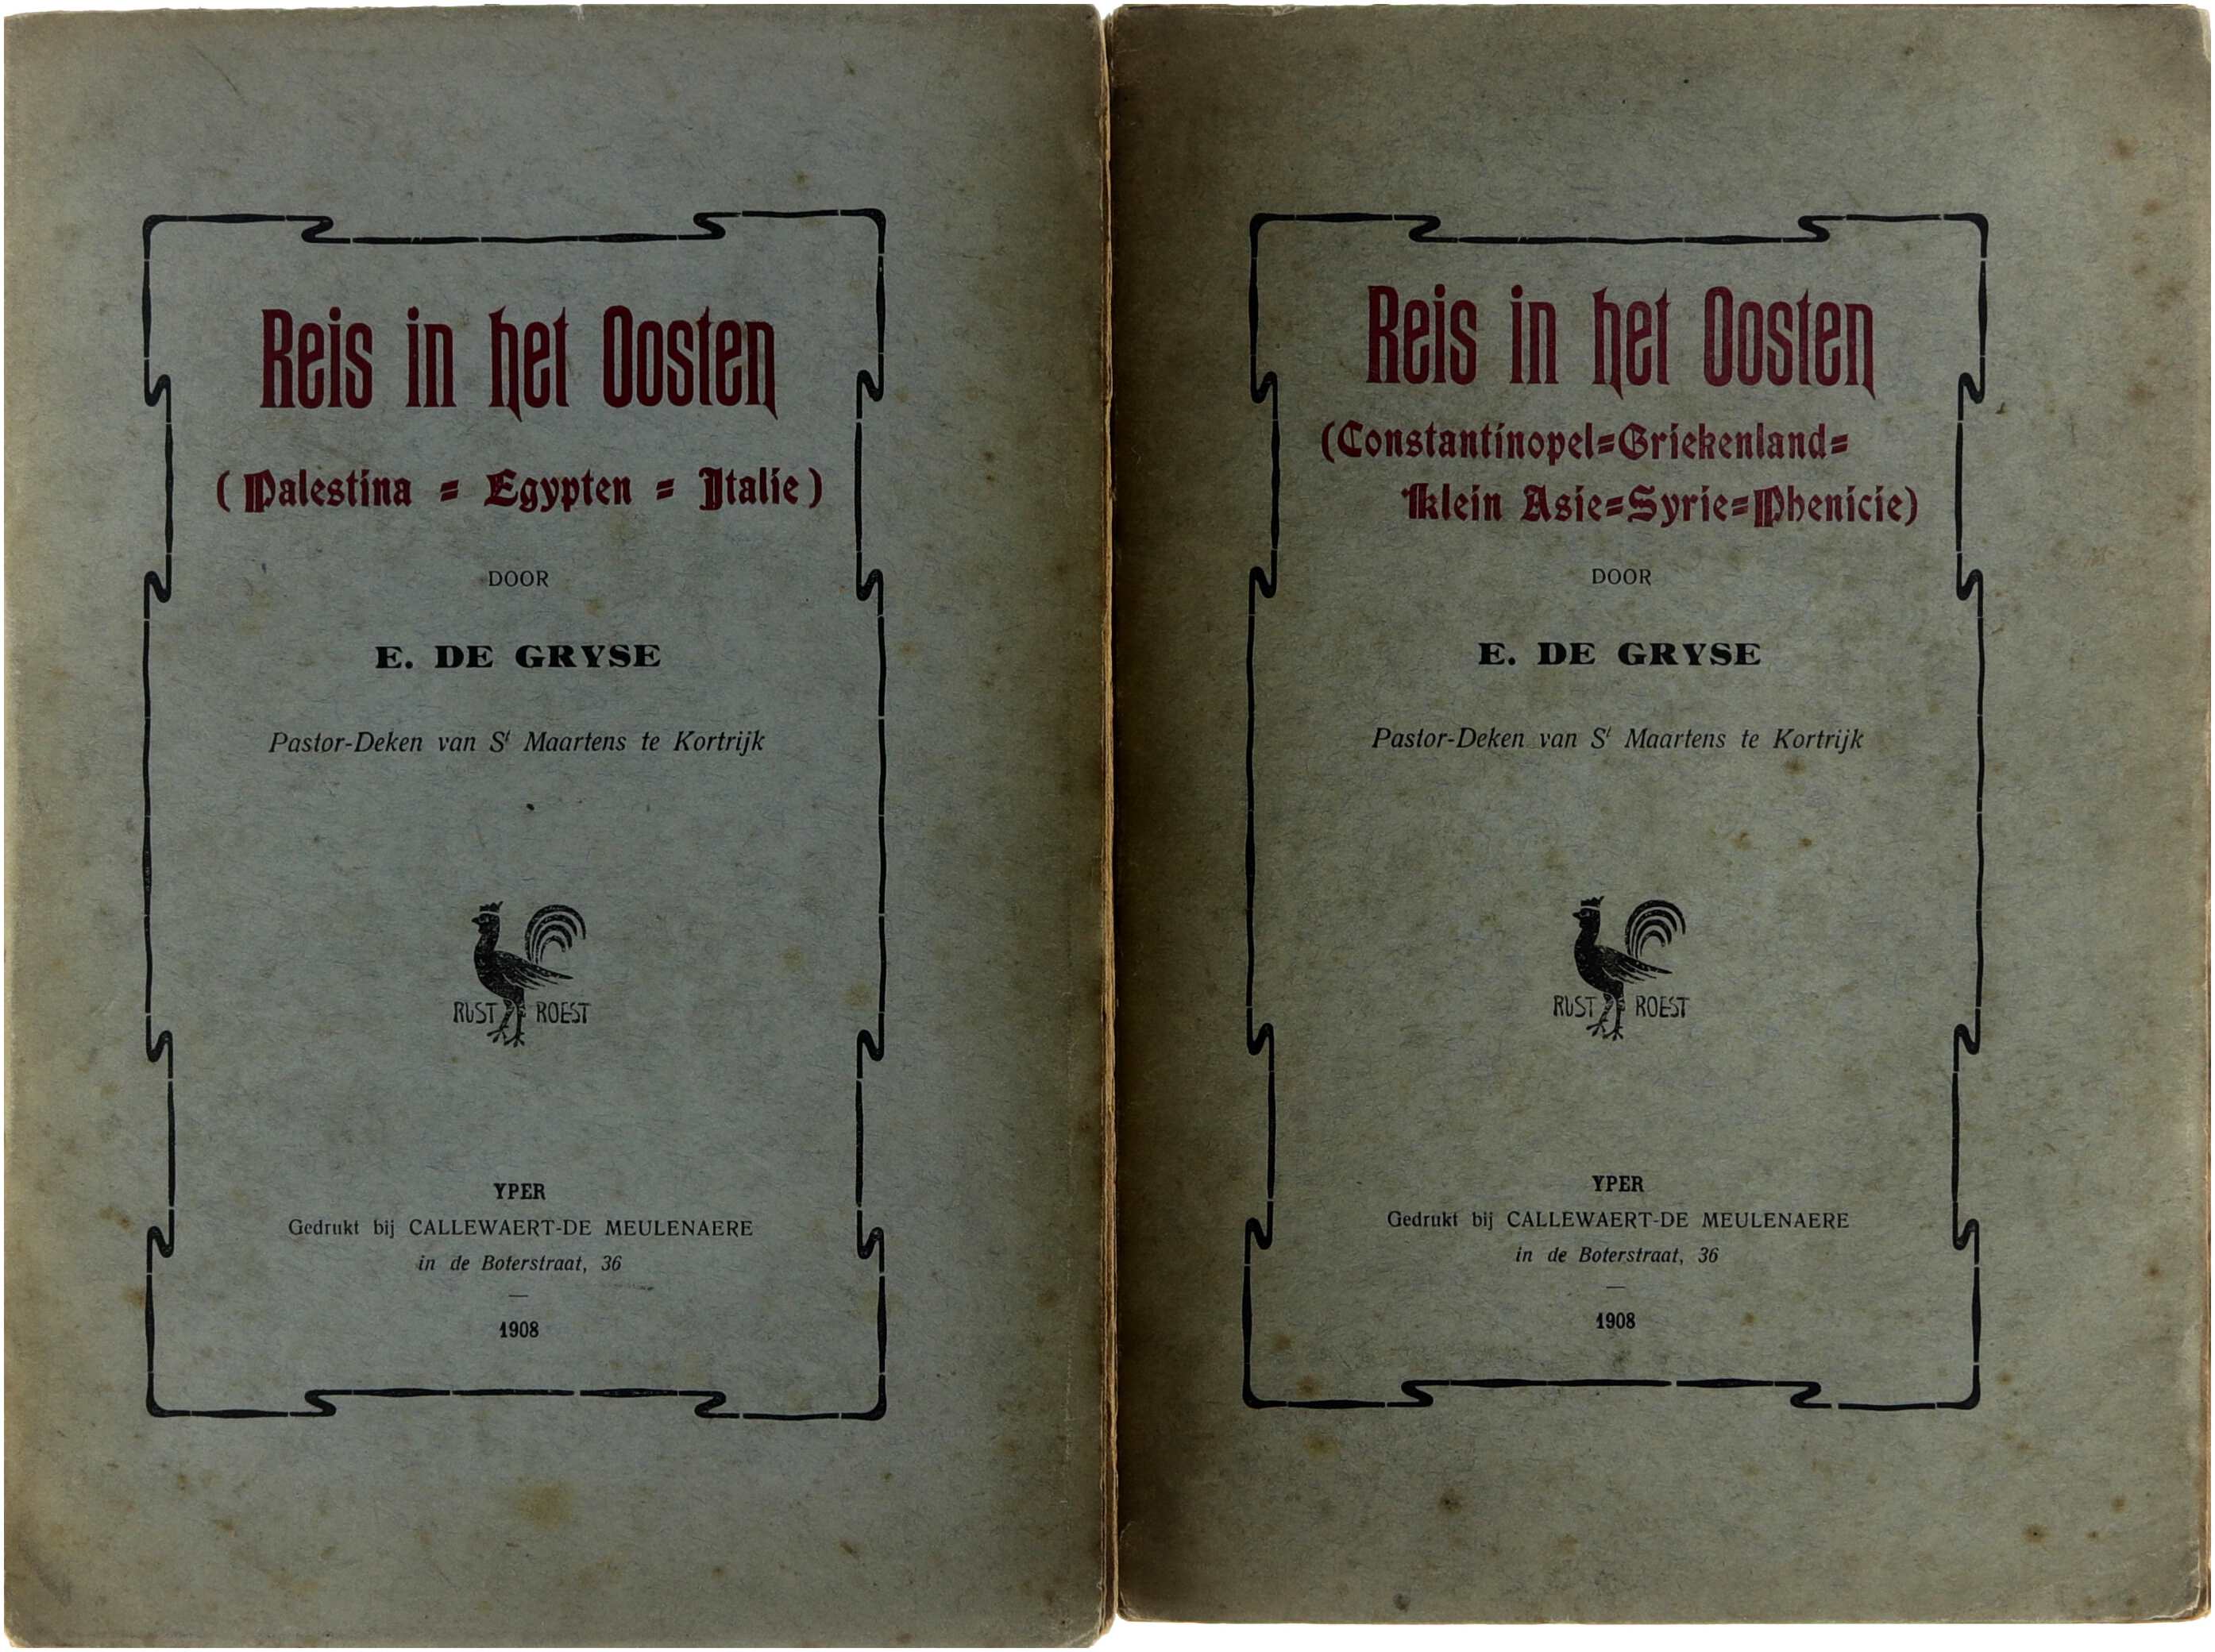 Reis in het Oosten
(Palestina = Egypten = Italie)
DOOR
E. DE GRYSE
Pastor-Deken van St Maartens te Kortrijk
RUST ROEST
YPER
Gedrukt bij CALLEWAERT-DE MEULENAERE
in de Boterstraat, 36
1908
Reis in het Oosten
(Constantinopel=Griekenland=
Klein Asie=Syrie=Phenicie)
DOOR
E. DE GRYSE
Pastor-Deken van St Maartens te Kortrijk
RUST ROEST
YPER
Gedrukt bij CALLEWAERT-DE MEULENAERE
in de Boterstraat, 36
1908